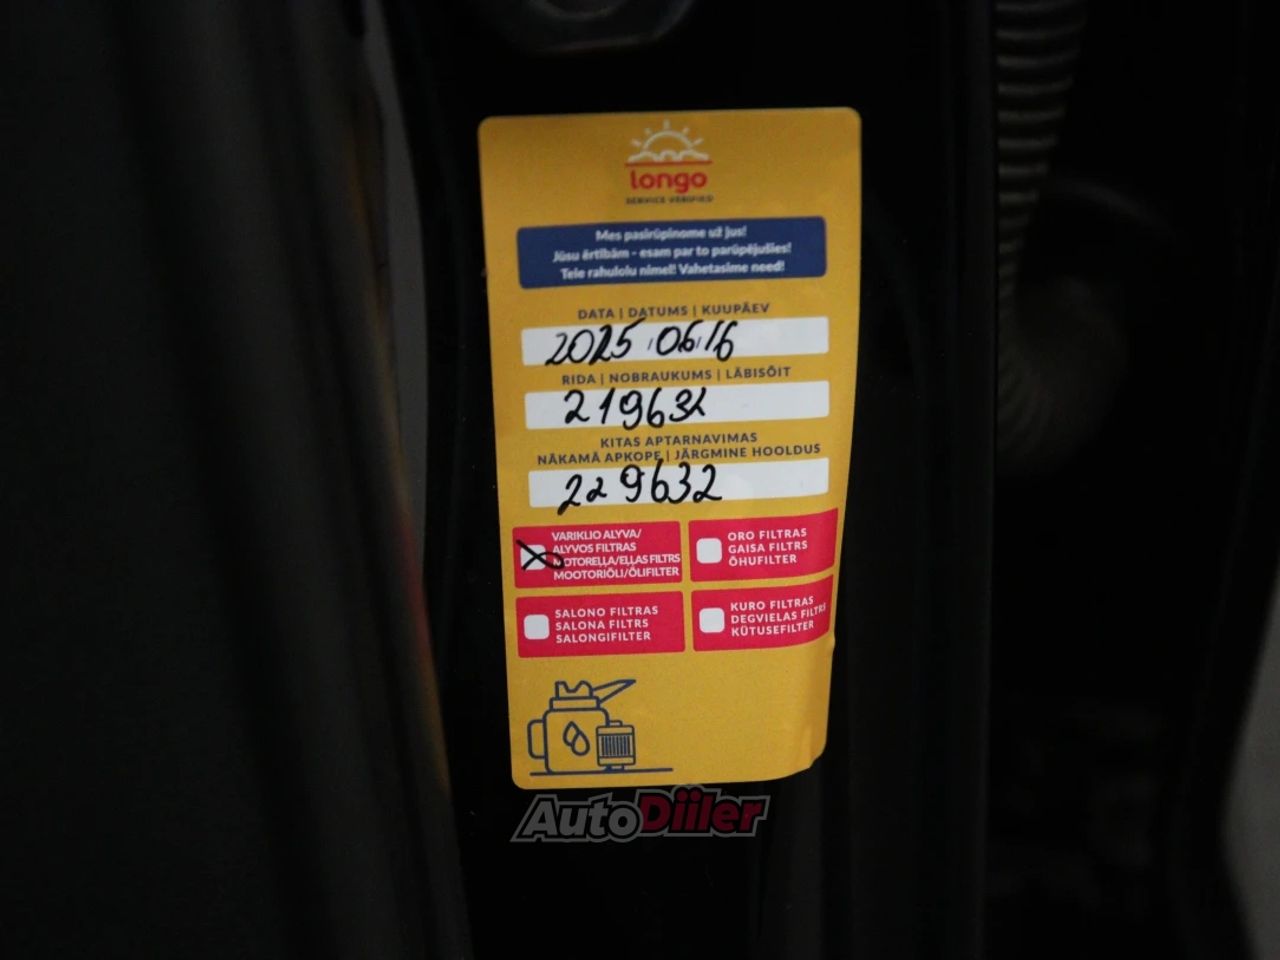 longo
SERVICE VERIFIED
Mes pasirūpinome už jus!
Jūsu ērtībām - esam par to parūpējušies!
Teie rahulolu nimel! Vahetasime need!
DATA | DATUMS | KUUPÄEV
2025.06.16
RIDA | NOBRAUKUMS | LÄBISÕIT
219632
KITAS APTARNAVIMAS
NĀKAMĀ APKOPE | JÄRGMINE HOOLDUS
229632
VARIKLIO ALYVA/
ALYVOS FILTRAS
MOTOREĻĻA/EĻĻAS FILTRS
MOOTORIÕLI/ÕLIFILTER
ORO FILTRAS
GAISA FILTRS
ÕHUFILTER
SALONO FILTRAS
SALONA FILTRS
SALONGIFILTER
KURO FILTRAS
DEGVIELAS FILTRS
KÜTUSEFILTER
AutoDiiler